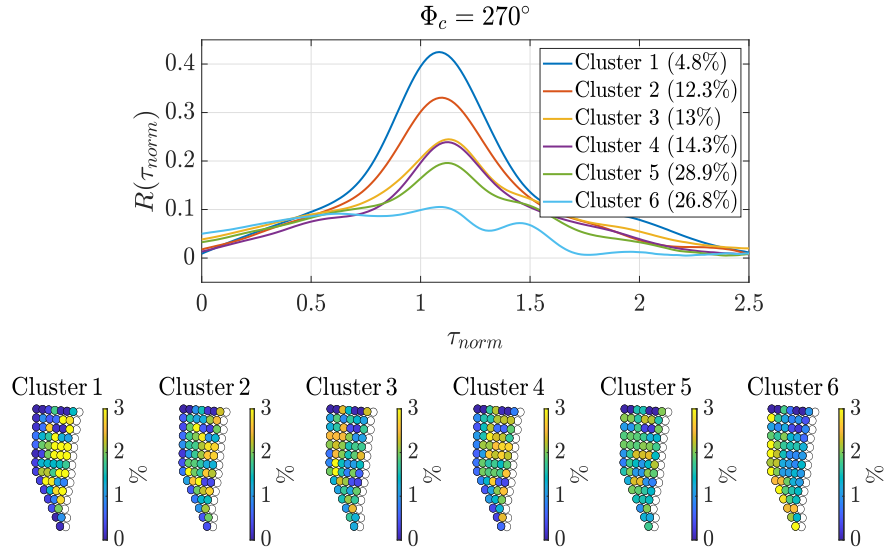 Φc = 270°
R(τnorm)
0.4
0.3
0.2
0.1
0
0 0.5 1 1.5 2 2.5
τnorm
Cluster 1 (4.8%)
Cluster 2 (12.3%)
Cluster 3 (13%)
Cluster 4 (14.3%)
Cluster 5 (28.9%)
Cluster 6 (26.8%)
Cluster 1 Cluster 2 Cluster 3 Cluster 4 Cluster 5 Cluster 6
3 3 3 3 3 3
2 2 2 2 2 2
% % % % % %
1 1 1 1 1 1
0 0 0 0 0 0